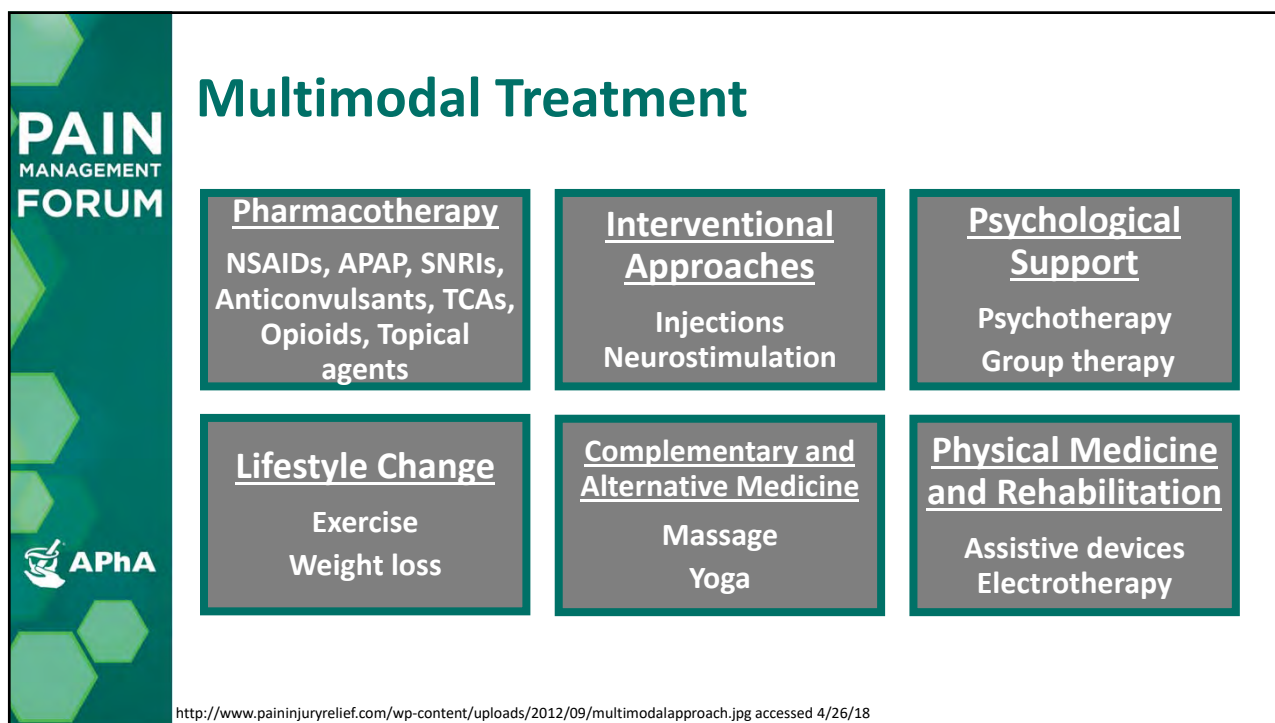 PAIN
MANAGEMENT
FORUM
APhA
Multimodal Treatment
Pharmacotherapy
NSAIDs, APAP, SNRIs,
Anticonvulsants, TCAs,
Opioids, Topical
agents
Interventional
Approaches
Injections
Neurostimulation
Psychological
Support
Psychotherapy
Group therapy
Lifestyle Change
Exercise
Weight loss
Complementary and
Alternative Medicine
Massage
Yoga
Physical Medicine
and Rehabilitation
Assistive devices
Electrotherapy
http://www.paininjuryrelief.com/wp-content/uploads/2012/09/multimodalapproach.jpg accessed 4/26/18